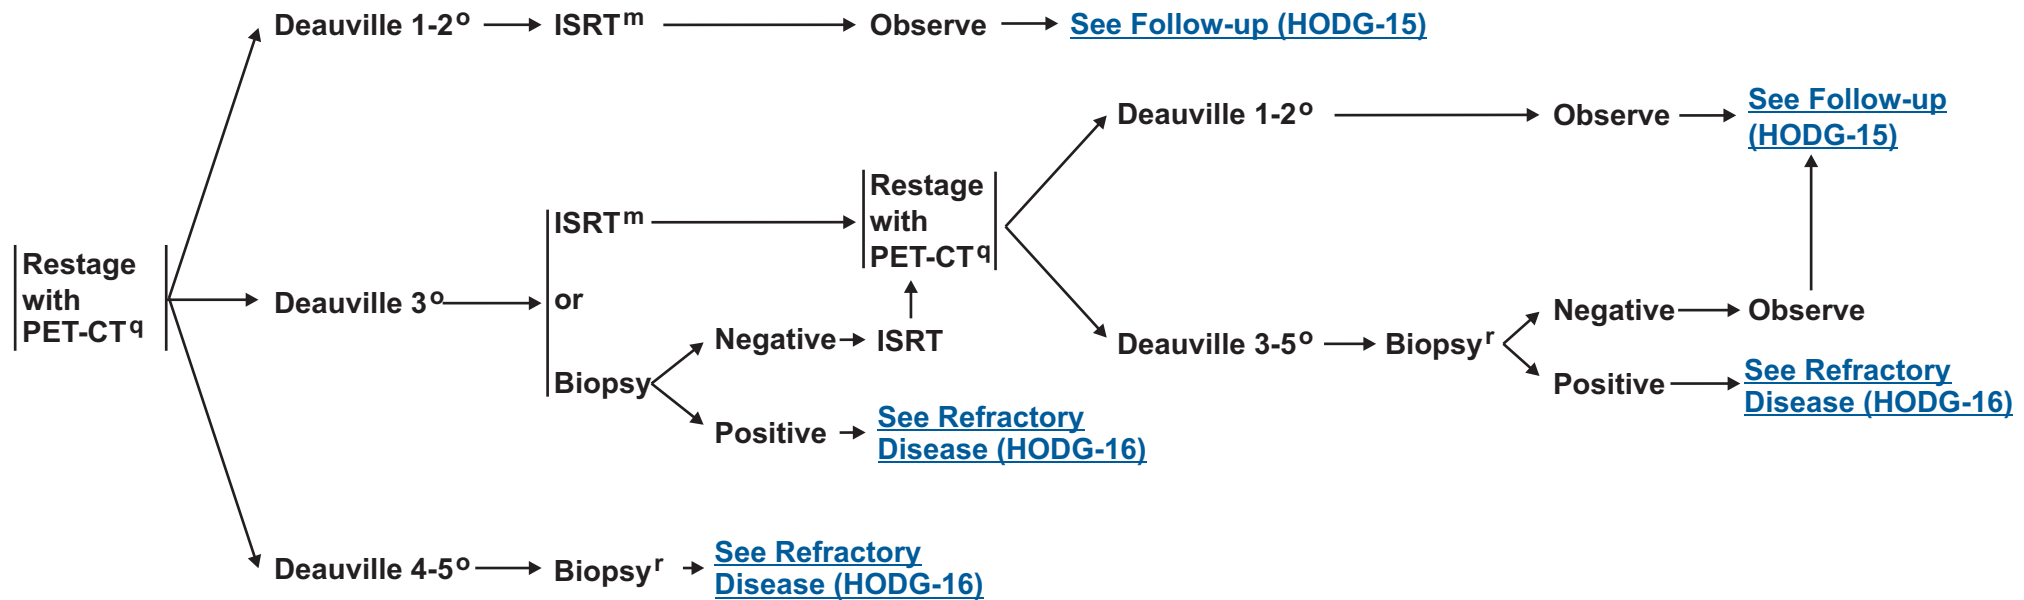 Deauville 1-2o
ISRTm
Observe
See Follow-up (HODG-15)
Restage
with
PET-CTq
Deauville 3o
ISRTm
or
Biopsy
Negative
ISRT
Positive
See Refractory
Disease (HODG-16)
Restage
with
PET-CTq
Deauville 1-2o
Observe
See Follow-up
(HODG-15)
Deauville 3-5o
Biopsyr
Negative
Observe
Positive
See Refractory
Disease (HODG-16)
Deauville 4-5o
Biopsyr
See Refractory
Disease (HODG-16)